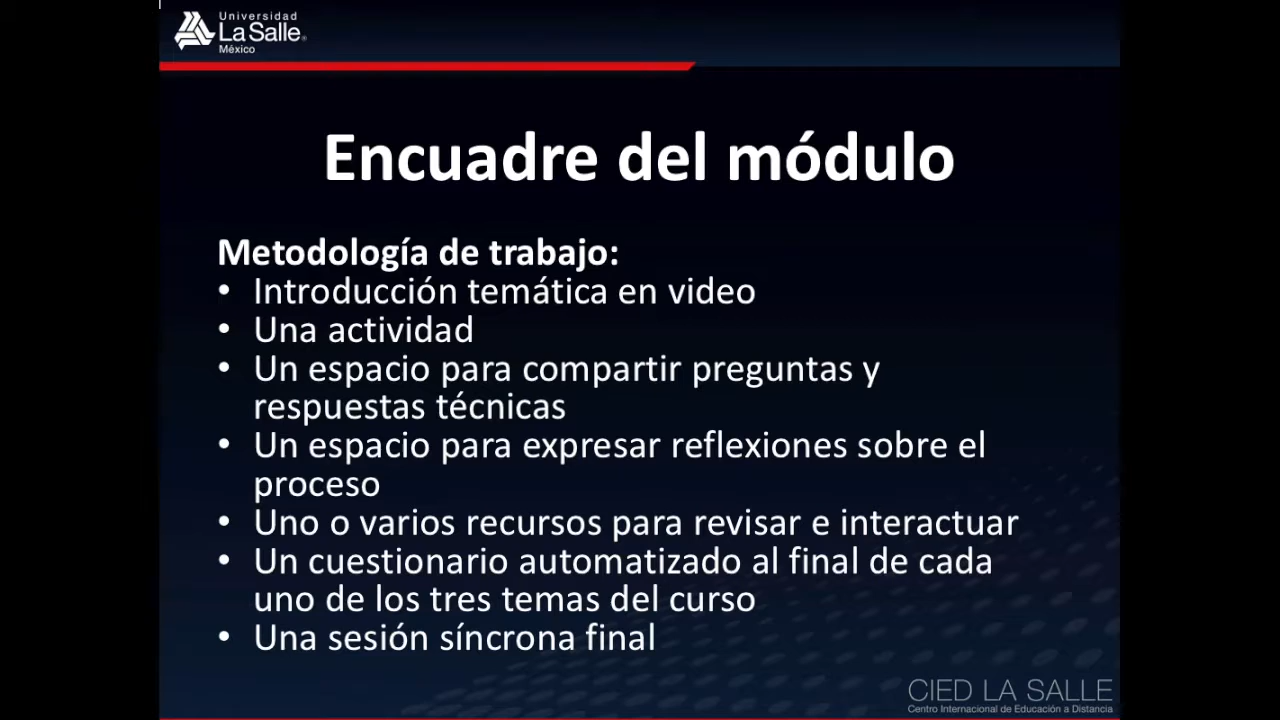 Universidad
La Salle®
México
Encuadre del módulo
Metodología de trabajo:
• Introducción temática en video
• Una actividad
• Un espacio para compartir preguntas y
respuestas técnicas
• Un espacio para expresar reflexiones sobre el
proceso
• Uno o varios recursos para revisar e interactuar
• Un cuestionario automatizado al final de cada
uno de los tres temas del curso
• Una sesión síncrona final
CIED LA SALLE
Centro Internacional de Educación a Distancia